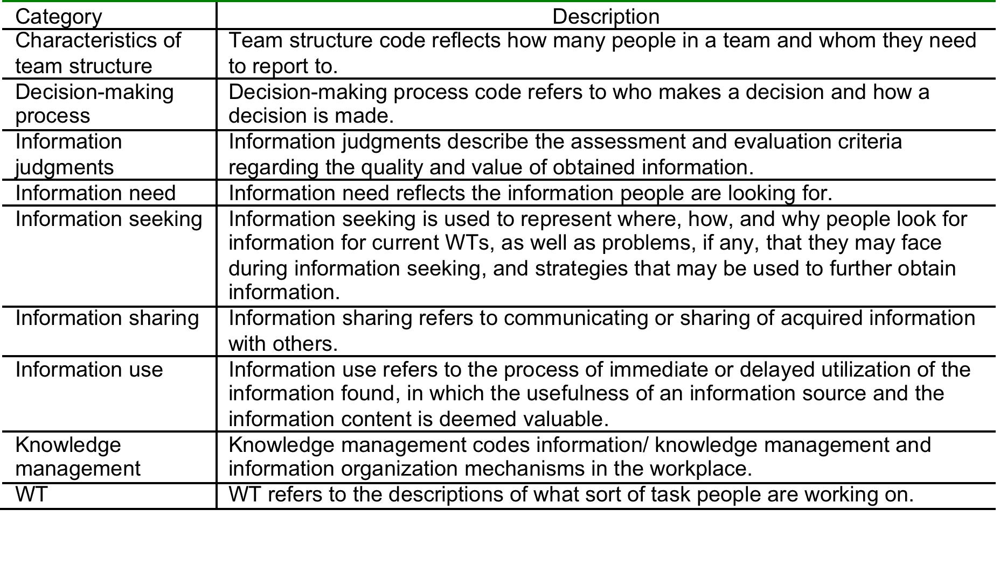 Category Description
Characteristics of Team structure code reflects how many people in a team and whom they need
team structure to report to.
Decision-making Decision-making process code refers to who makes a decision and how a
process decision is made.
Information Information judgments describe the assessment and evaluation criteria
judgments regarding the quality and value of obtained information.
Information need Information need reflects the information people are looking for.
Information seeking Information seeking is used to represent where, how, and why people look for
information for current WTs, as well as problems, if any, that they may face
during information seeking, and strategies that may be used to further obtain
information.
Information sharing Information sharing refers to communicating or sharing of acquired information
with others.
Information use Information use refers to the process of immediate or delayed utilization of the
information found, in which the usefulness of an information source and the
information content is deemed valuable.
Knowledge Knowledge management codes information/ knowledge management and
management information organization mechanisms in the workplace.
WT WT refers to the descriptions of what sort of task people are working on.